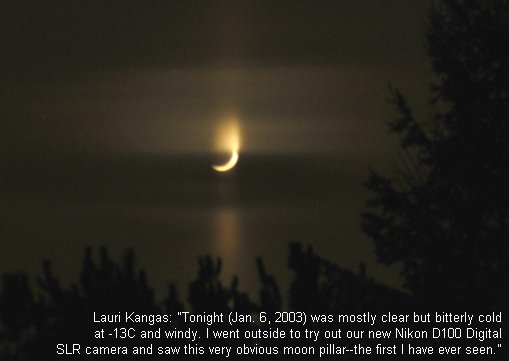 Lauri Kangas: "Tonight (Jan. 6, 2003) was mostly clear but bitterly cold
at -13C and windy. I went outside to try out our new Nikon D100 Digital
SLR camera and saw this very obvious moon pillar--the first I have ever seen."